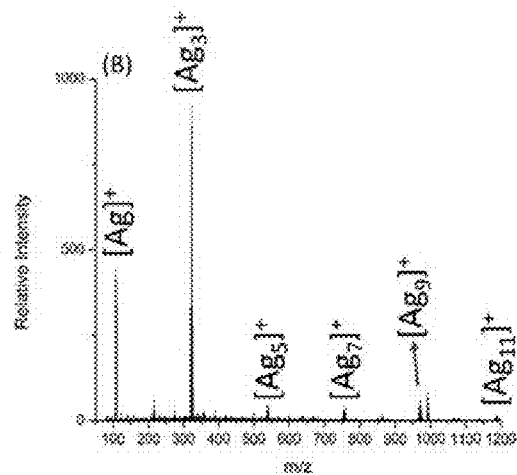 (B)
1000
[Ag₃]⁺
[Ag]⁺
500
[Ag₅]⁺
[Ag₇]⁺
[Ag₉]⁺
[Ag₁₁]⁺
0
100 200 300 400 500 600 700 800 900 1000 1100 1200
Relative Intensity
m/z